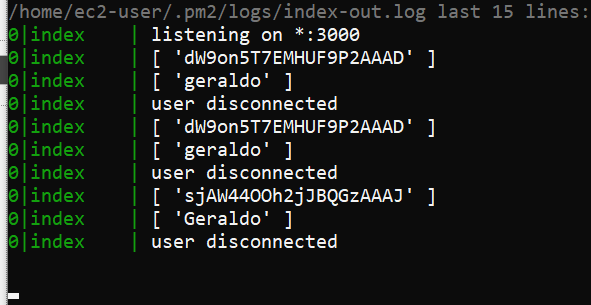 /home/ec2-user/.pm2/logs/index-out.log last 15 lines:
0|index    | listening on *:3000
0|index    | [ 'dW9on5T7EMHUF9P2AAAD' ]
0|index    | [ 'geraldo' ]
0|index    | user disconnected
0|index    | [ 'dW9on5T7EMHUF9P2AAAD' ]
0|index    | [ 'geraldo' ]
0|index    | user disconnected
0|index    | [ 'sjAW44OOh2jJBQGzAAAJ' ]
0|index    | [ 'Geraldo' ]
0|index    | user disconnected